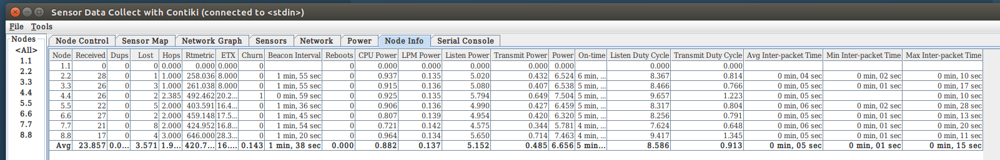 Sensor Data Collect with Contiki (connected to <stdin>)
File Tools
Nodes
<All>
1.1
2.2
3.3
4.4
5.5
6.6
7.7
8.8
Node Control Sensor Map Network Graph Sensors Network Power Node Info Serial Console
Node Received Dups Lost Hops Rtmetric ETX Churn Beacon Interval Reboots CPU Power LPM Power Listen Power Transmit Power Power On-time Listen Duty Cycle Transmit Duty Cycle Avg Inter-packet Time Min Inter-packet Time Max Inter-packet Time
1.1 0 0 0 0.000 0.000 0.000 0 0 0.000 0.000 0.000 0.000 0.000 0.000 0.000
2.2 28 0 1 1.000 258.036 8.000 0 1 min, 55 sec 0 0.937 0.135 5.020 0.432 6.524 6 min, ... 8.367 0.814 0 min, 04 sec 0 min, 02 sec 0 min, 10 sec
3.3 26 0 3 1.000 261.038 8.000 0 1 min, 55 sec 0 0.915 0.136 5.080 0.407 6.538 5 min, ... 8.466 0.766 0 min, 05 sec 0 min, 01 sec 0 min, 17 sec
4.4 26 0 2 2.385 492.462 20.2... 1 0 min, 59 sec 0 0.925 0.135 5.794 0.649 7.504 5 min, ... 9.657 1.223 0 min, 05 sec 0 min, 10 sec
5.5 22 0 5 2.000 403.591 16.4... 0 1 min, 36 sec 0 0.906 0.136 4.990 0.427 6.459 5 min, ... 8.317 0.804 0 min, 06 sec 0 min, 02 sec 0 min, 28 sec
6.6 27 0 2 2.000 459.148 17.5... 0 1 min, 45 sec 0 0.807 0.139 4.954 0.420 6.320 5 min, ... 8.256 0.791 0 min, 05 sec 0 min, 01 sec 0 min, 13 sec
7.7 21 0 8 2.000 424.952 16.8... 0 1 min, 54 sec 0 0.721 0.142 4.575 0.344 5.781 4 min, ... 7.624 0.648 0 min, 06 sec 0 min, 01 sec 0 min, 20 sec
8.8 17 0 4 3.000 646.000 28.3... 0 1 min, 20 sec 0 0.964 0.134 5.650 0.714 7.463 4 min, ... 9.417 1.345 0 min, 05 sec 0 min, 01 sec 0 min, 11 sec
Avg 23.857 0.0... 3.571 1.9... 420.7... 16.... 0.143 1 min, 38 sec 0.000 0.882 0.137 5.152 0.485 6.656 5 min... 8.586 0.913 0 min, 05 sec 0 min, 01 sec 0 min, 15 sec